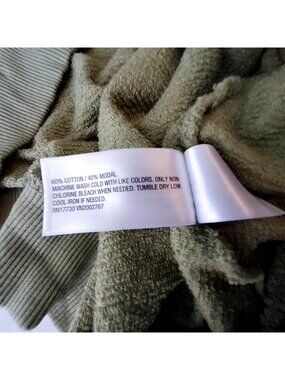 60% COTTON / 40% MODAL
MACHINE WASH COLD WITH LIKE COLORS. ONLY NON
CHLORINE BLEACH WHEN NEEDED. TUMBLE DRY LOW.
COOL IRON IF NEEDED.
RN17730 VN2002767